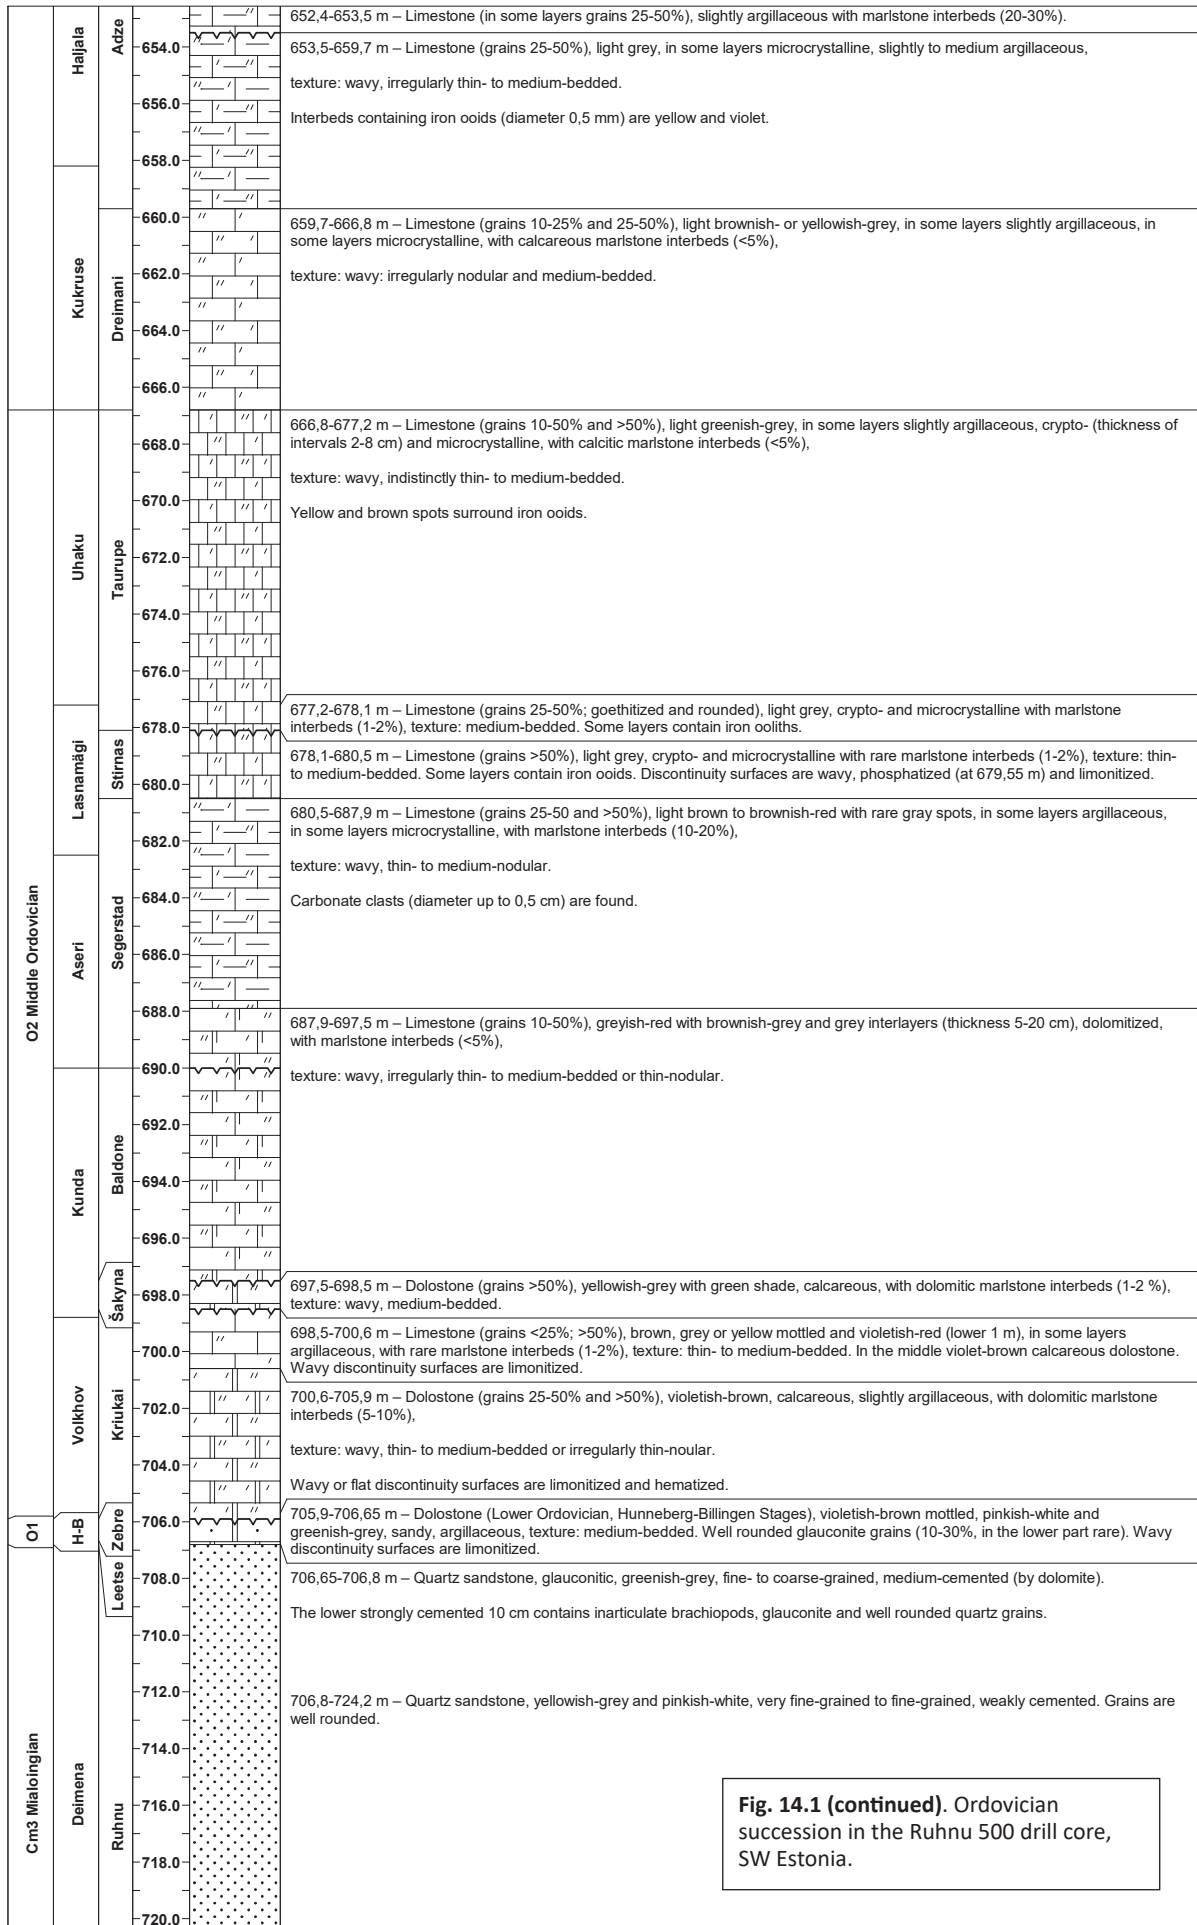 O2 Middle Ordovician
O1
Cm3 Mialoingian
Haljala
Kukruse
Uhaku
Lasnamägi
Aseri
Kunda
Volkhov
H-B
Deimena
Adze
Dreimani
Taurupe
Stirnas
Segerstad
Baldone
Šakyna
Kriukai
Zebre
Leetse
Ruhnu
654.0
656.0
658.0
660.0
662.0
664.0
666.0
668.0
670.0
672.0
674.0
676.0
678.0
680.0
682.0
684.0
686.0
688.0
690.0
692.0
694.0
696.0
698.0
700.0
702.0
704.0
706.0
708.0
710.0
712.0
714.0
716.0
718.0
720.0
652,4-653,5 m – Limestone (in some layers grains 25-50%), slightly argillaceous with marlstone interbeds (20-30%).
653,5-659,7 m – Limestone (grains 25-50%), light grey, in some layers microcrystalline, slightly to medium argillaceous,
texture: wavy, irregularly thin- to medium-bedded.
Interbeds containing iron ooids (diameter 0,5 mm) are yellow and violet.
659,7-666,8 m – Limestone (grains 10-25% and 25-50%), light brownish- or yellowish-grey, in some layers slightly argillaceous, in
some layers microcrystalline, with calcareous marlstone interbeds (<5%),
texture: wavy: irregularly nodular and medium-bedded.
666,8-677,2 m – Limestone (grains 10-50% and >50%), light greenish-grey, in some layers slightly argillaceous, crypto- (thickness of
intervals 2-8 cm) and microcrystalline, with calcitic marlstone interbeds (<5%),
texture: wavy, indistinctly thin- to medium-bedded.
Yellow and brown spots surround iron ooids.
677,2-678,1 m – Limestone (grains 25-50%; goethitized and rounded), light grey, crypto- and microcrystalline with marlstone
interbeds (1-2%), texture: medium-bedded. Some layers contain iron ooliths.
678,1-680,5 m – Limestone (grains >50%), light grey, crypto- and microcrystalline with rare marlstone interbeds (1-2%), texture: thin-
to medium-bedded. Some layers contain iron ooids. Discontinuity surfaces are wavy, phosphatized (at 679,55 m) and limonitized.
680,5-687,9 m – Limestone (grains 25-50 and >50%), light brown to brownish-red with rare gray spots, in some layers argillaceous,
in some layers microcrystalline, with marlstone interbeds (10-20%),
texture: wavy, thin- to medium-nodular.
Carbonate clasts (diameter up to 0,5 cm) are found.
687,9-697,5 m – Limestone (grains 10-50%), greyish-red with brownish-grey and grey interlayers (thickness 5-20 cm), dolomitized,
with marlstone interbeds (<5%),
texture: wavy, irregularly thin- to medium-bedded or thin-nodular.
697,5-698,5 m – Dolostone (grains >50%), yellowish-grey with green shade, calcareous, with dolomitic marlstone interbeds (1-2 %),
texture: wavy, medium-bedded.
698,5-700,6 m – Limestone (grains <25%; >50%), brown, grey or yellow mottled and violetish-red (lower 1 m), in some layers
argillaceous, with rare marlstone interbeds (1-2%), texture: thin- to medium-bedded. In the middle violet-brown calcareous dolostone.
Wavy discontinuity surfaces are limonitized.
700,6-705,9 m – Dolostone (grains 25-50% and >50%), violetish-brown, calcareous, slightly argillaceous, with dolomitic marlstone
interbeds (5-10%),
texture: wavy, thin- to medium-bedded or irregularly thin-noular.
Wavy or flat discontinuity surfaces are limonitized and hematized.
705,9-706,65 m – Dolostone (Lower Ordovician, Hunneberg-Billingen Stages), violetish-brown mottled, pinkish-white and
greenish-grey, sandy, argillaceous, texture: medium-bedded. Well rounded glauconite grains (10-30%, in the lower part rare). Wavy
discontinuity surfaces are limonitized.
706,65-706,8 m – Quartz sandstone, glauconitic, greenish-grey, fine- to coarse-grained, medium-cemented (by dolomite).
The lower strongly cemented 10 cm contains inarticulate brachiopods, glauconite and well rounded quartz grains.
706,8-724,2 m – Quartz sandstone, yellowish-grey and pinkish-white, very fine-grained to fine-grained, weakly cemented. Grains are
well rounded.
Fig. 14.1 (continued). Ordovician
succession in the Ruhnu 500 drill core,
SW Estonia.